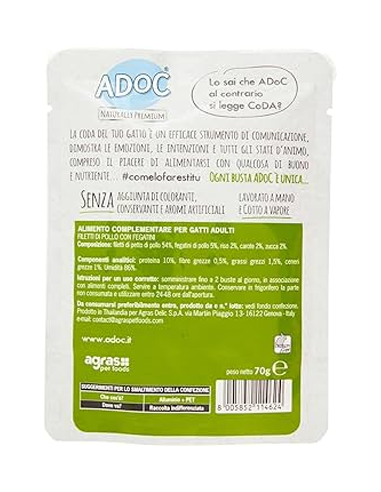 ADOC
NATURALLY PREMIUM
Lo sai che ADoC
al contrario
si legge CoDA?
LA CODA DEL TUO GATTO È UN EFFICACE STRUMENTO DI COMUNICAZIONE,
DIMOSTRA LE EMOZIONI, LE INTENZIONI E TUTTI GLI STATI D'ANIMO,
COMPRESO IL PIACERE DI ALIMENTARSI CON QUALCOSA DI BUONO
E NUTRIENTE... #comelofarestitu OGNI BUSTA ADOC È UNICA...
SENZA AGGIUNTA DI COLORANTI, CONSERVANTI E AROMI ARTIFICIALI
LAVORATO A MANO E COTTO A VAPORE
ALIMENTO COMPLEMENTARE PER GATTI ADULTI
FILETTI DI POLLO CON FEGATINI
Composizione: filetti di petto di pollo 54%, fegatini di pollo 5%, riso 2%, carote 2%, zucca 2%.
Componenti analitici: proteine 10%, fibre grezze 0,5%, grassi grezzi 1,5%, ceneri
grezze 1% Umidità 86%.
Istruzioni per un uso corretto: somministrare fino a 2 buste al giorno, in associazione
con alimenti completi. Servire a temperatura ambiente. Conservare in frigorifero la parte
non consumata e utilizzare entro 24-48 ore dall'apertura.
Da consumarsi preferibilmente entro, prodotto da e n° lotto: vedi fondo confezione.
Prodotto in Thailandia per Agras Delic S.p.A. via Martin Piaggio 13- 16122 Genova - Italy
e-mail: contact@agraspetfoods.com
www.adoc.it
agras
pet foods
peso netto 70g e
SUGGERIMENTI PER LO SMALTIMENTO DELLA CONFEZIONE
Che cos'è? Alluminio + PET
Dove va? Raccolta indifferenziata
8 005852 114624